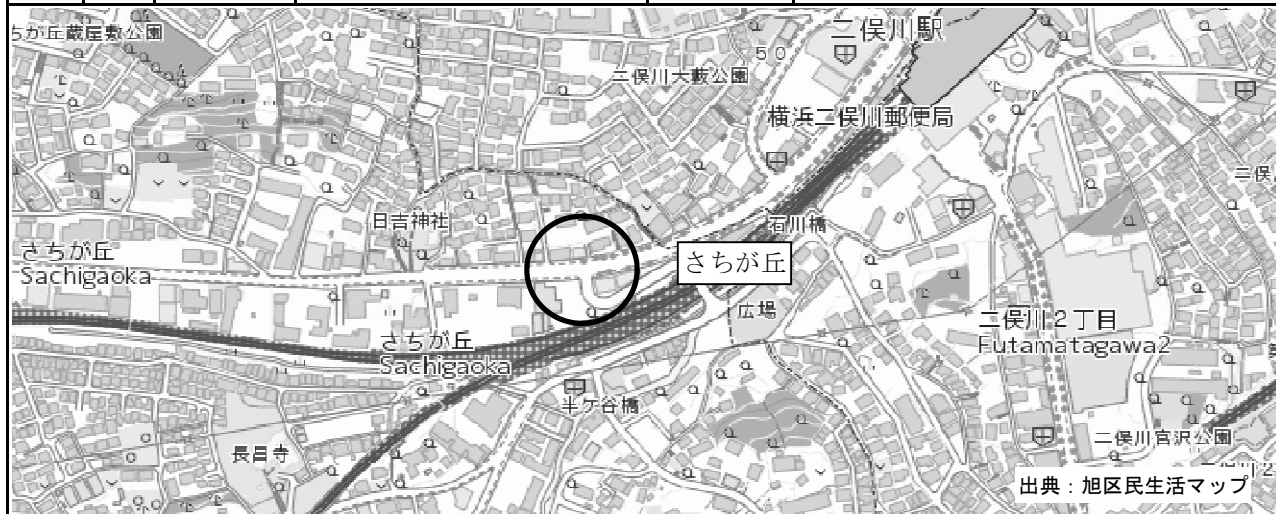 ちが丘蔵屋敷公園
二俣川駅
50
二俣川大藪公園
横浜二俣川郵便局
二俣
日吉神社
石川橋
さちが丘
Sachigaoka
さちが丘
広場
二俣川2丁目
Futamatagawa2
さちが丘
Sachigaoka
半ケ谷橋
長昌寺
二俣川宮沢公園
出典：旭区民生活マップ